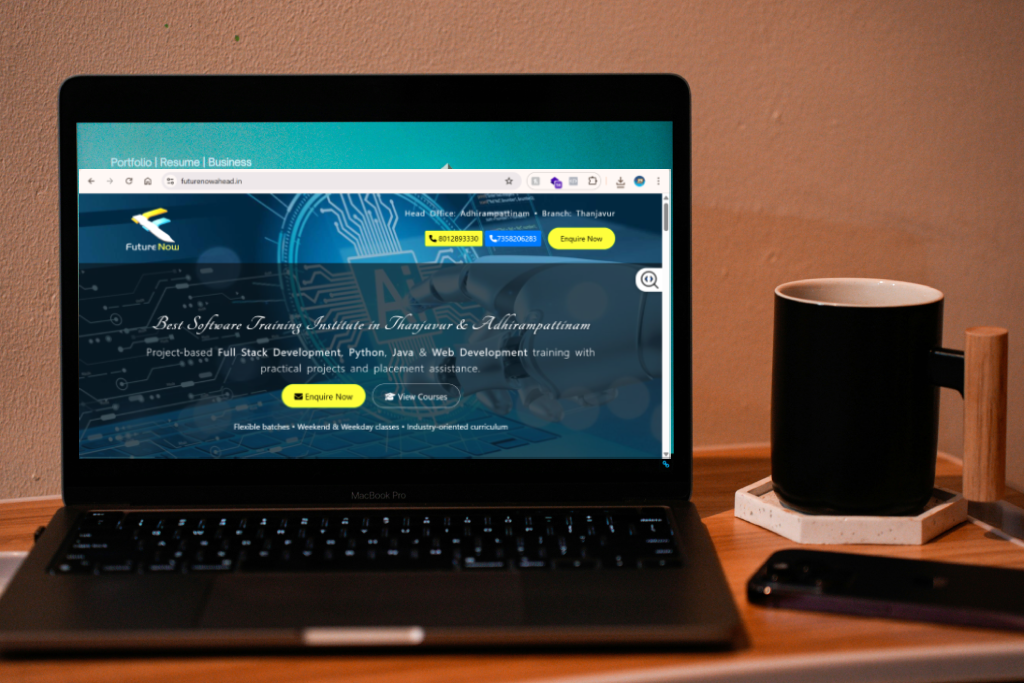 Portfolio | Resume | Business
futurenowahead.in
Head Office: Adhirampattinam • Branch: Thanjavur
Future Now
8012893330
7358206283
Enquire Now
Ai
Best Software Training Institute in Thanjavur & Adhirampattinam
Project-based Full Stack Development, Python, Java & Web Development training with
practical projects and placement assistance.
Enquire Now
View Courses
Flexible batches • Weekend & Weekday classes • Industry-oriented curriculum
MacBook Pro